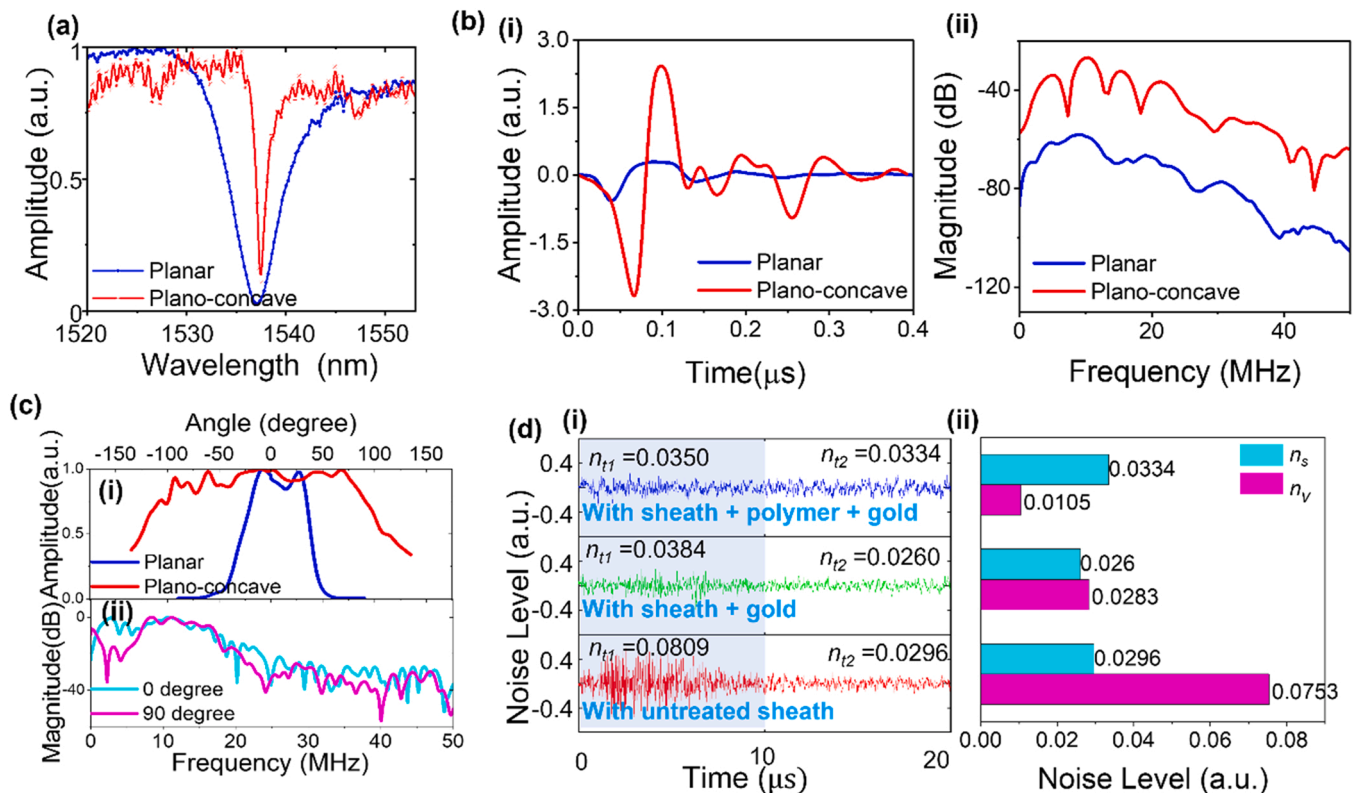 (a)
1
0.5
0
Amplitude (a.u.)
Planar
Plano-concave
1520
1530
1540
1550
Wavelength (nm)
(b)
(i)
3.0
1.5
0.0
-1.5
-3.0
Amplitude (a.u.)
Planar
Plano-concave
0.0
0.1
0.2
0.3
0.4
Time(μs)
(ii)
-40
-80
-120
Magnitude (dB)
Planar
Plano-concave
0
20
40
Frequency (MHz)
(c)
Angle (degree)
-150
-100
-50
0
50
100
150
(i)
1.0
0.5
0.0
Amplitude(a.u.)
Planar
Plano-concave
(ii)
0
-40
Magnitude(dB)
0 degree
90 degree
0
10
20
30
40
50
Frequency (MHz)
(d)
(i)
Noise Level (a.u.)
0.4
-0.4
nt1 =0.0350
nt2 =0.0334
With sheath + polymer + gold
0.4
-0.4
nt1 =0.0384
nt2 =0.0260
With sheath + gold
0.4
-0.4
nt1 =0.0809
nt2 =0.0296
With untreated sheath
0
10
20
Time (μs)
(ii)
ns
nv
0.0334
0.0105
0.026
0.0283
0.0296
0.0753
0.00
0.02
0.04
0.06
0.08
Noise Level (a.u.)